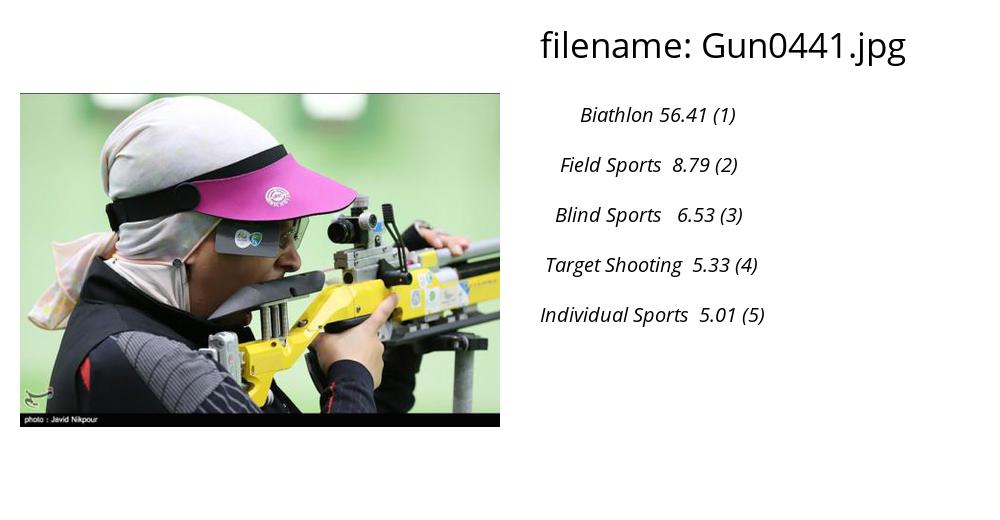 filename: Gun0441.jpg
Biathlon 56.41 (1)
Field Sports 8.79 (2)
Blind Sports 6.53 (3)
Target Shooting 5.33 (4)
Individual Sports 5.01 (5)
photo : Javid Nikpour